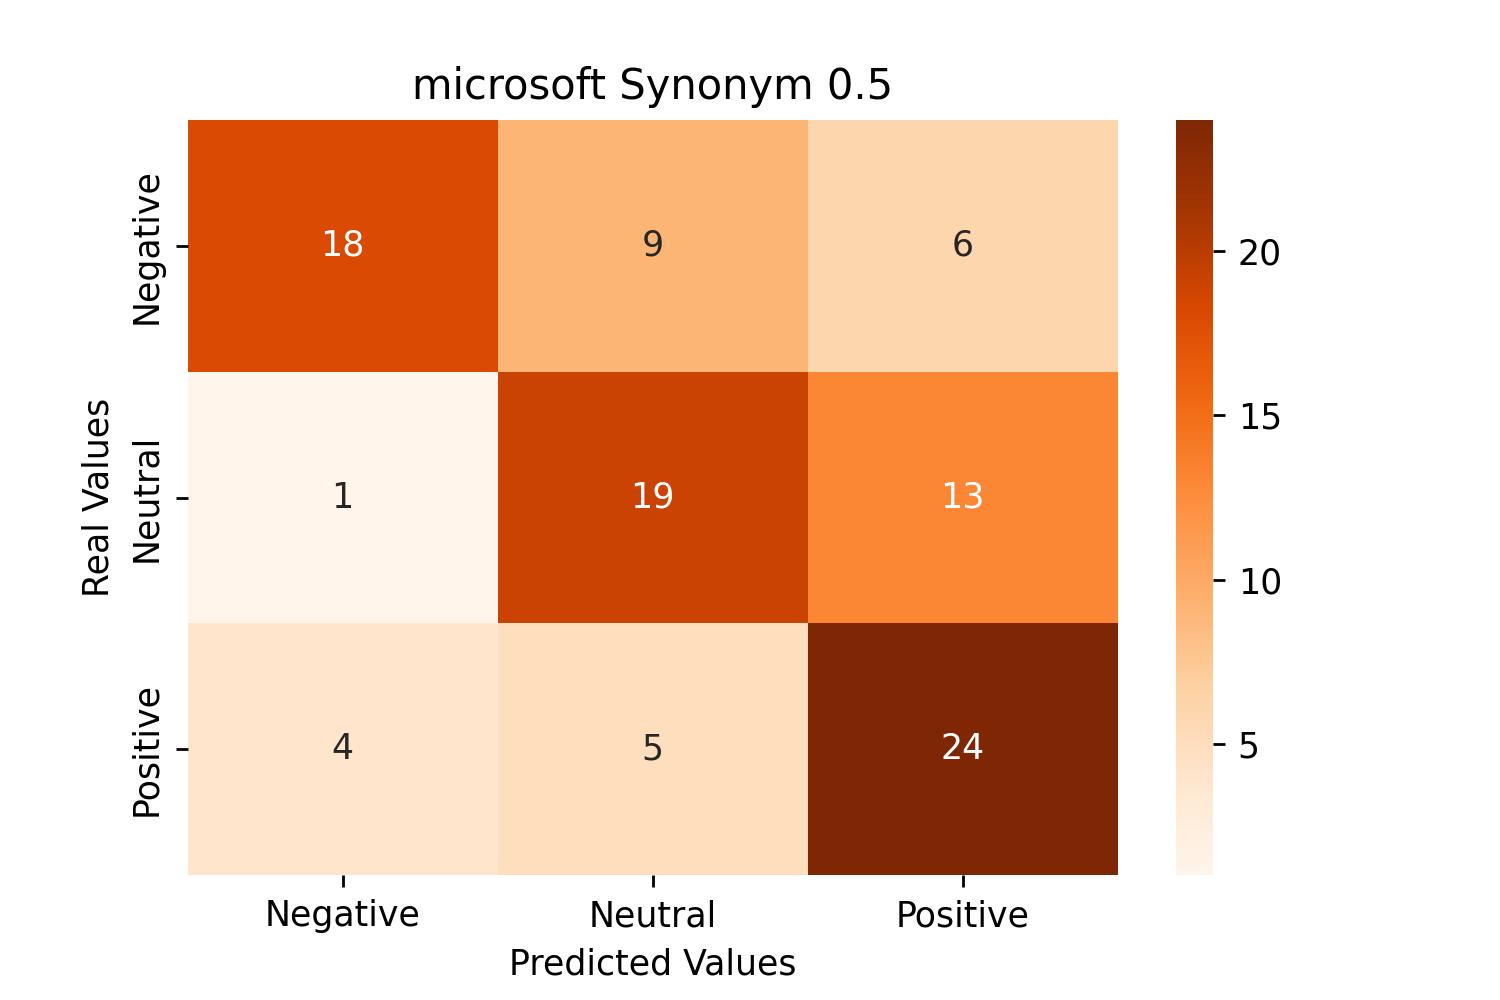 microsoft Synonym 0.5
Real Values
Negative
18 9 6
Neutral
1 19 13
Positive
4 5 24
Negative Neutral Positive
Predicted Values
20
15
10
5